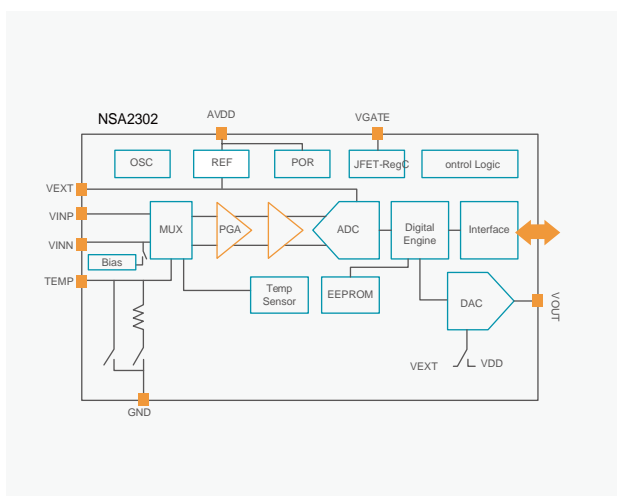 NSA2302
AVDD
VGATE
OSC
REF
POR
JFET-RegC
ontrol Logic
VEXT
VINP
VINN
Bias
TEMP
MUX
PGA
ADC
Digital
Engine
Interface
Temp
Sensor
EEPROM
DAC
VOUT
VEXT
VDD
GND